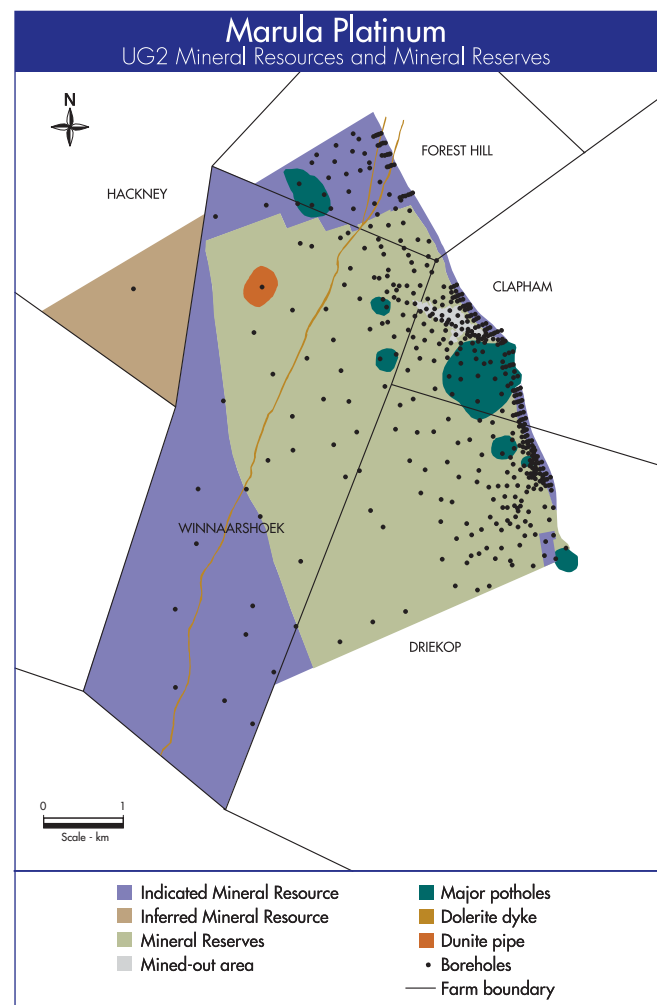 Marula Platinum
UG2 Mineral Resources and Mineral Reserves
N
FOREST HILL
HACKNEY
CLAPHAM
WINNAARSHOEK
DRIEKOP
0 1
Scale - km
Indicated Mineral Resource
Inferred Mineral Resource
Mineral Reserves
Mined-out area
Major potholes
Dolerite dyke
Dunite pipe
Boreholes
Farm boundary